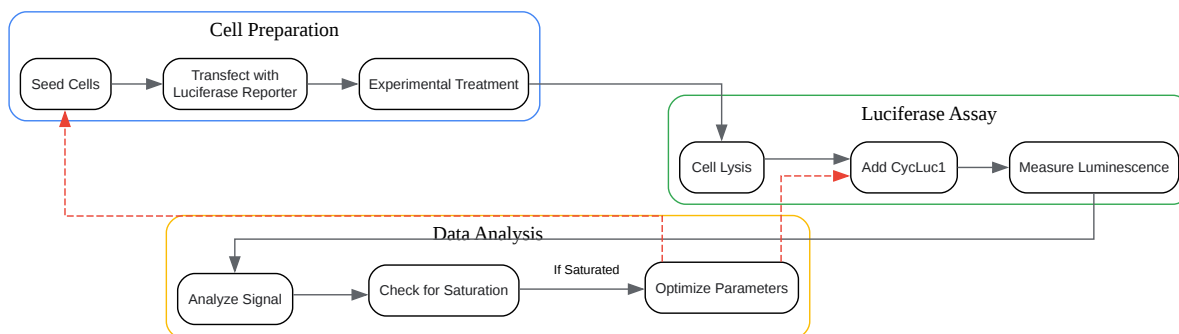 Cell Preparation
Seed Cells
Transfect with
Luciferase Reporter
Experimental Treatment
Luciferase Assay
Cell Lysis
Add CycLuc1
Measure Luminescence
Data Analysis
Analyze Signal
Check for Saturation
If Saturated
Optimize Parameters